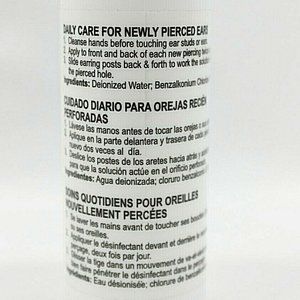 DAILY CARE FOR NEWLY PIERCED EARS
1. Cleanse hands before touching ear studs or ears.
2. Apply to front and back of each new piercing twice
3. Slide earring posts back & forth to work the solution
the pierced hole.
Ingredients: Deionized Water; Benzalkonium Chloride
CUIDADO DIARIO PARA OREJAS RECIÉN
PERFORADAS
1. Lávese las manos antes de tocar las orejas o
2. Aplique en la parte delantera y trasera de cada
nuevo dos veces al día.
3. Deslice los postes de los aretes hacia atrás y
para que la solución actúe en el orificio
Ingredientes: Agua deionizada; cloruro
SOINS QUOTIDIENS POUR OREILLES
NOUVELLEMENT PERCÉES
1. Se laver les mains avant de toucher ses
ou ses oreilles.
2. Appliquer le désinfectant devant et derrière le
perçage, deux fois par jour.
3. la tige dans un mouvement de va-et-
faire pénétrer le désinfectant dans le
Ingrédients: Eau désionisée; chlorure de